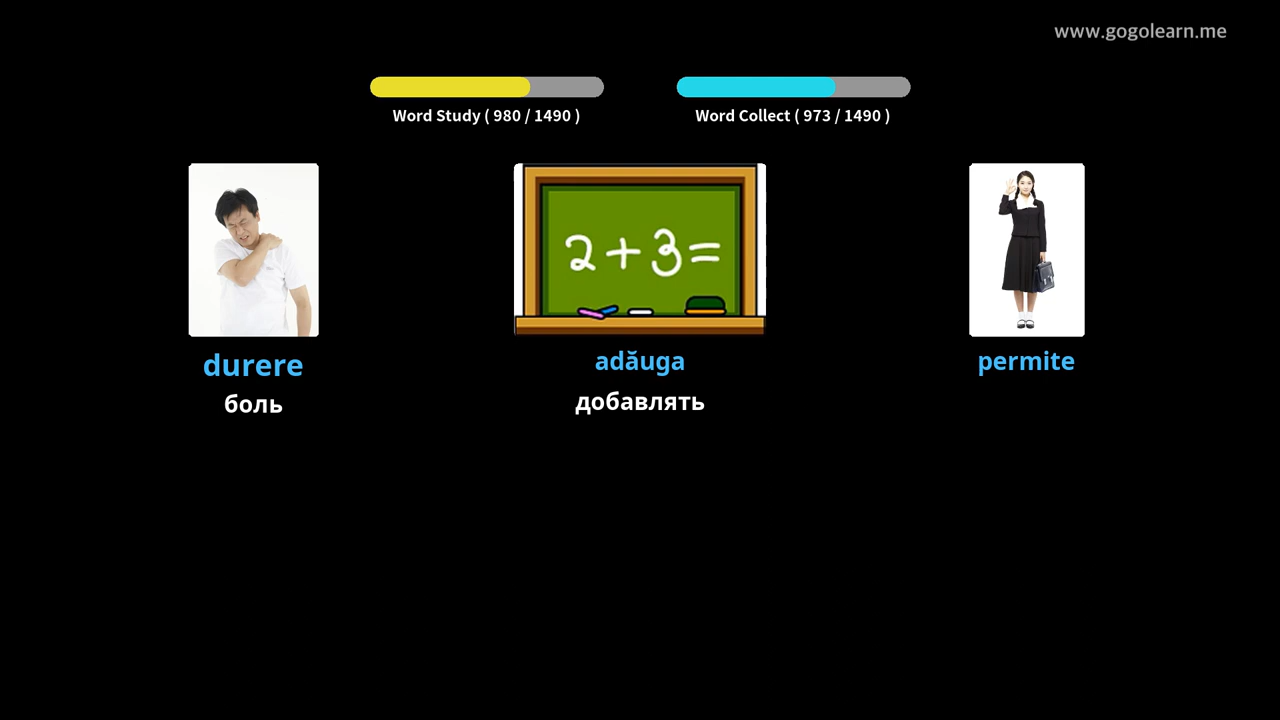 www.gogolearn.me
Word Study ( 980 / 1490 )
Word Collect ( 973 / 1490 )
2+3=
durere
adăuga
permite
боль
добавлять